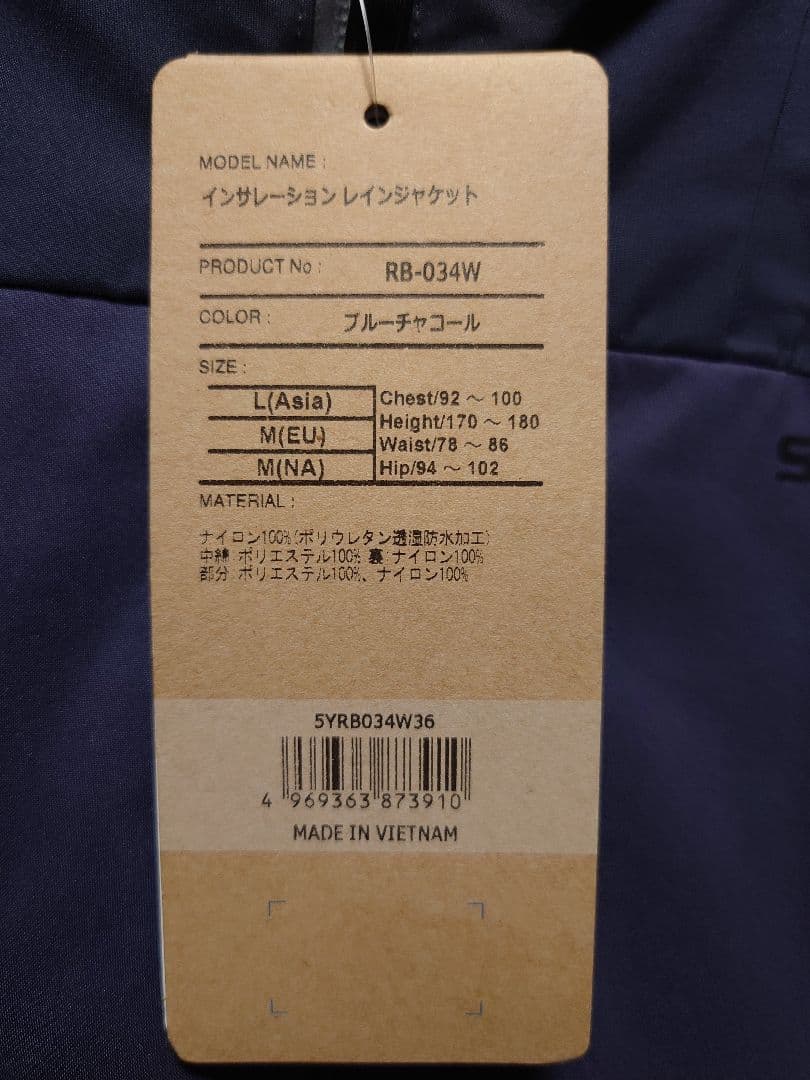 MODEL NAME :
インサレーション レインジャケット
PRODUCT No : RB-034W
COLOR : ブルーチャコール
SIZE :
L(Asia)
M(EU)
M(NA)
Chest/92 ～ 100
Height/170 ～ 180
Waist/78 ～ 86
Hip/94 ～ 102
MATERIAL :
ナイロン100%(ポリウレタン透湿防水加工)
中綿:ポリエステル100% 裏:ナイロン100%
部分:ポリエステル100%、ナイロン100%
5YRB034W36
4 969363 873910
MADE IN VIETNAM